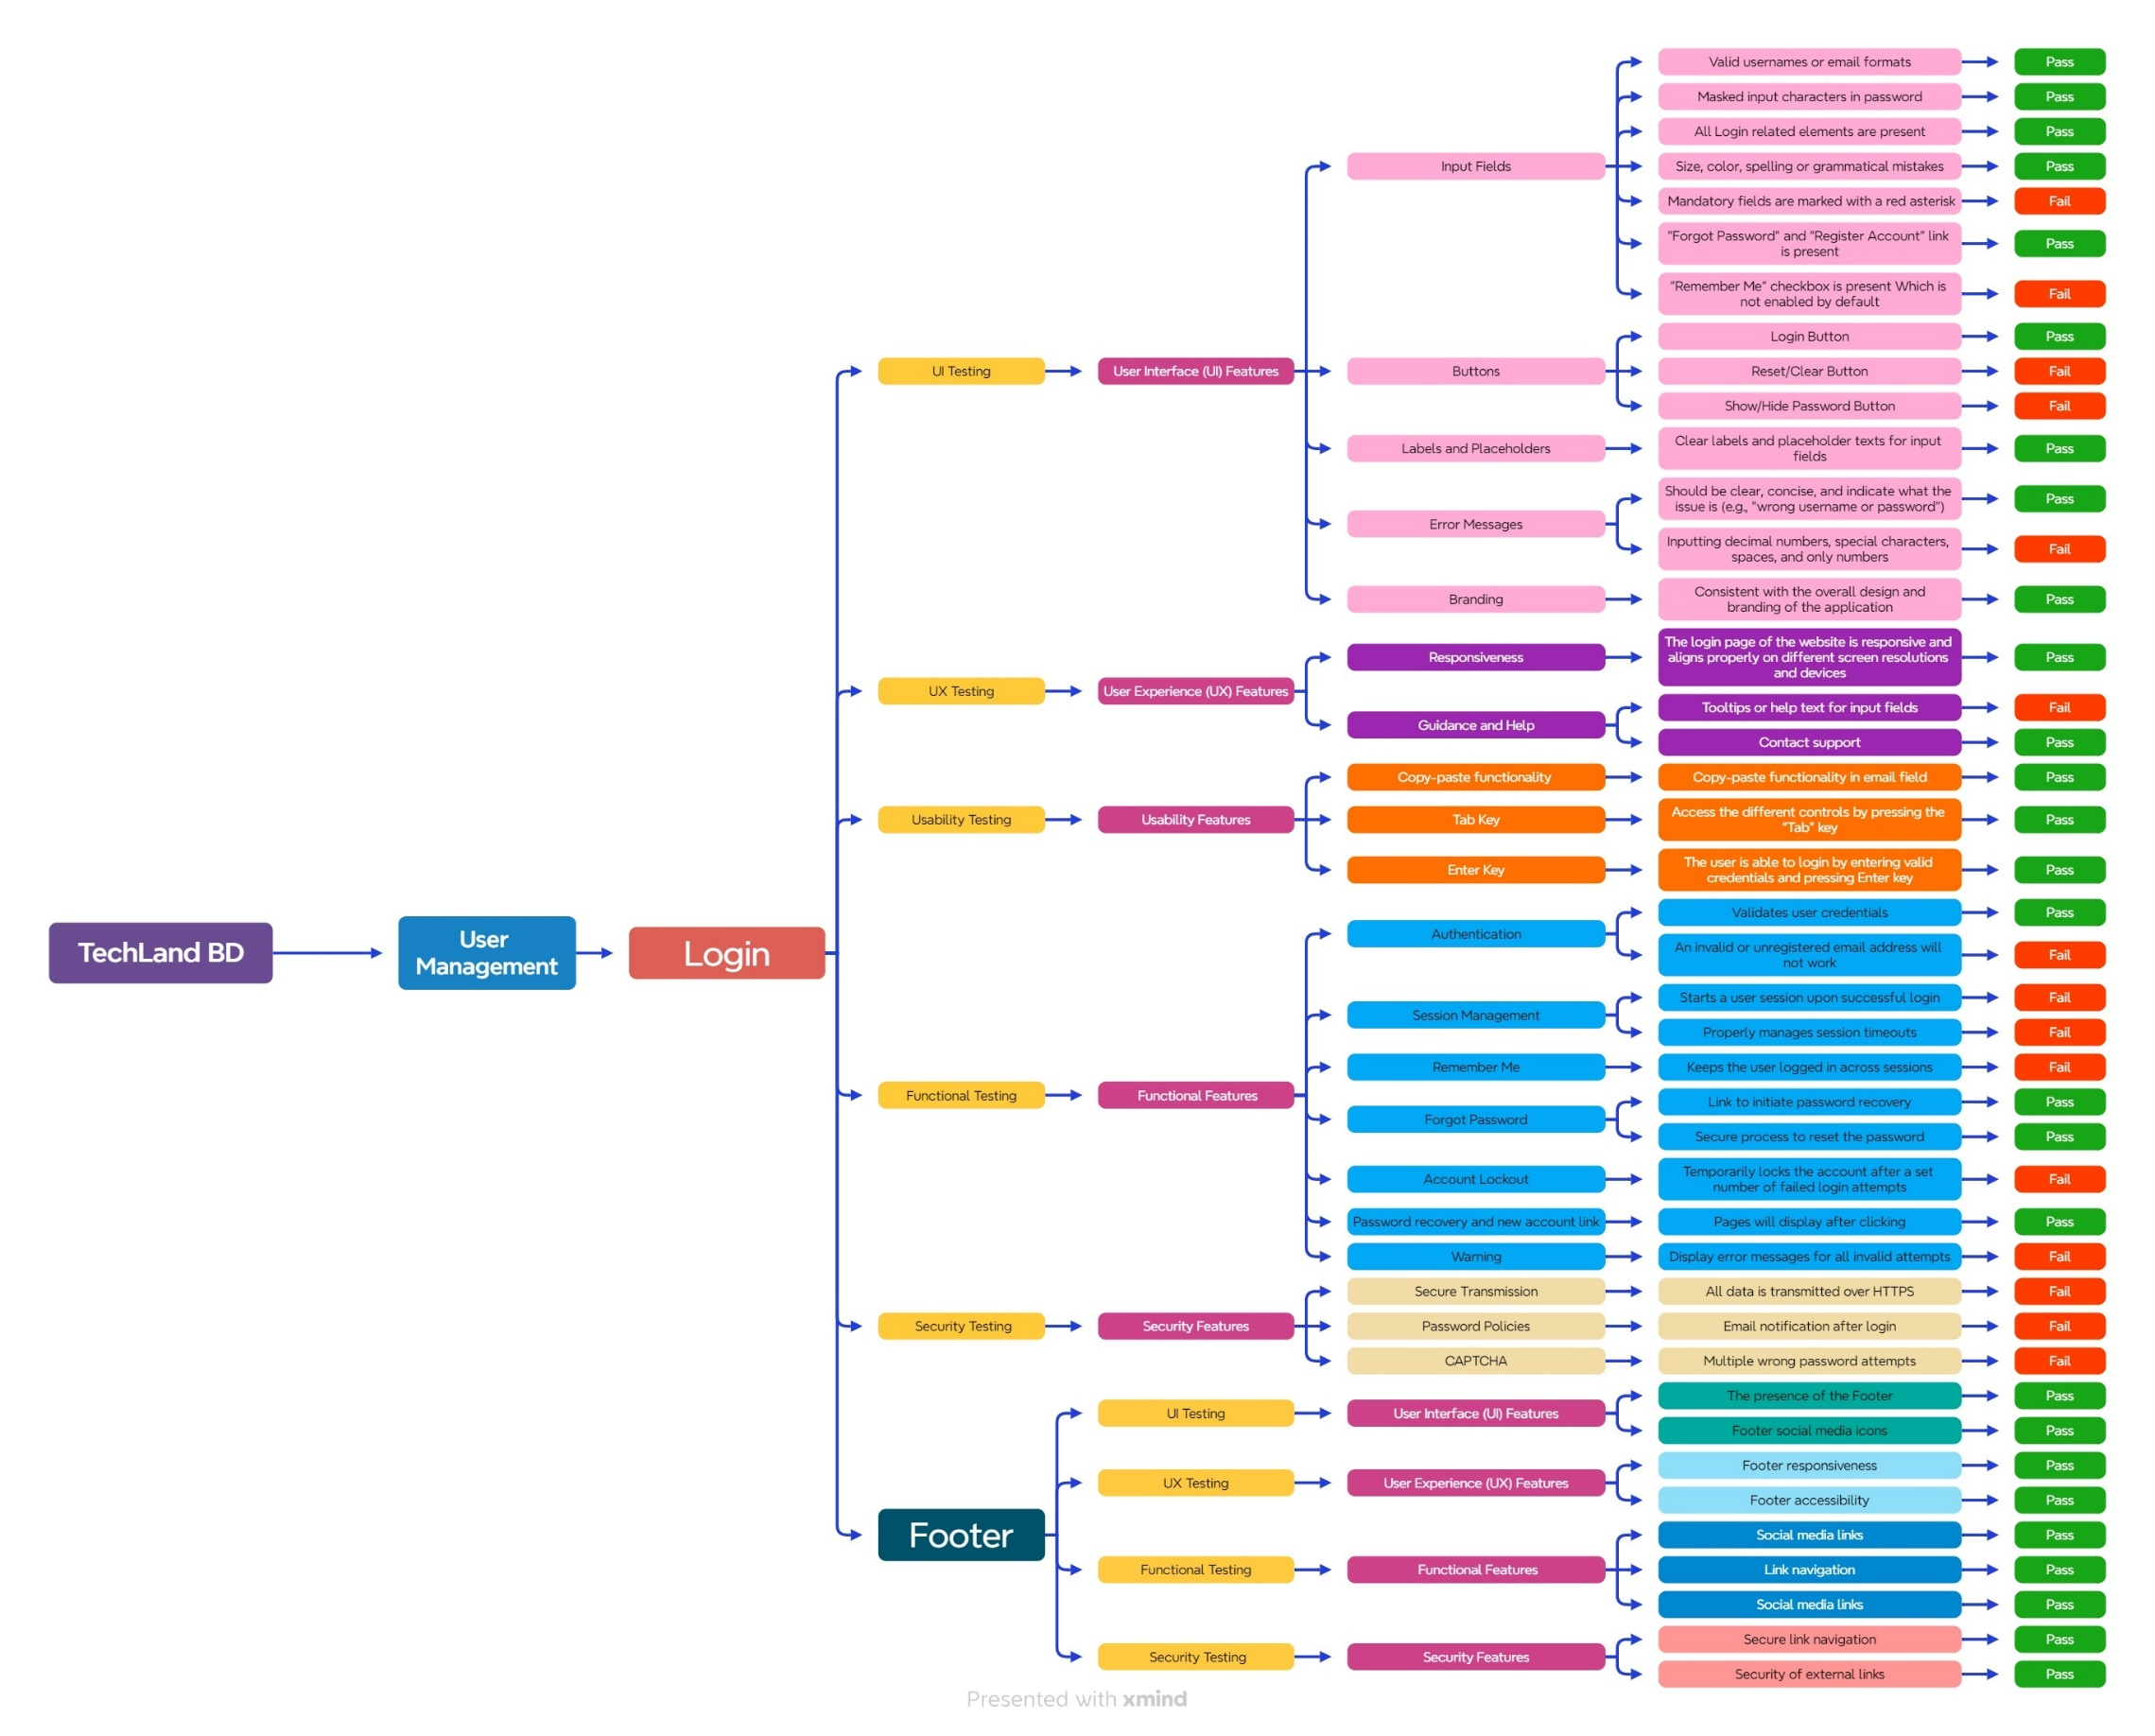 TechLand BD
User
Management
Login
UI Testing
User Interface (UI) Features
Input Fields
Valid usernames or email formats
Pass
Masked input characters in password
Pass
All Login related elements are present
Pass
Size, color, spelling or grammatical mistakes
Pass
Mandatory fields are marked with a red asterisk
Fail
"Forgot Password" and "Register Account" link
is present
Pass
"Remember Me" checkbox is present Which is
not enabled by default
Fail
Buttons
Login Button
Pass
Reset/Clear Button
Fail
Show/Hide Password Button
Fail
Labels and Placeholders
Clear labels and placeholder texts for input
fields
Pass
Error Messages
Should be clear, concise, and indicate what the
issue is (e.g., "wrong username or password")
Pass
Inputting decimal numbers, special characters,
spaces, and only numbers
Fail
Branding
Consistent with the overall design and
branding of the application
Pass
UX Testing
User Experience (UX) Features
Responsiveness
The login page of the website is responsive and
aligns properly on different screen resolutions
and devices
Pass
Guidance and Help
Tooltips or help text for input fields
Fail
Contact support
Pass
Usability Testing
Usability Features
Copy-paste functionality
Copy-paste functionality in email field
Pass
Tab Key
Access the different controls by pressing the
"Tab" key
Pass
Enter Key
The user is able to login by entering valid
credentials and pressing Enter key
Pass
Functional Testing
Functional Features
Authentication
Validates user credentials
Pass
An invalid or unregistered email address will
not work
Fail
Session Management
Starts a user session upon successful login
Fail
Properly manages session timeouts
Fail
Remember Me
Keeps the user logged in across sessions
Fail
Forgot Password
Link to initiate password recovery
Pass
Secure process to reset the password
Pass
Account Lockout
Temporarily locks the account after a set
number of failed login attempts
Fail
Password recovery and new account link
Pages will display after clicking
Pass
Warning
Display error messages for all invalid attempts
Fail
Security Testing
Security Features
Secure Transmission
All data is transmitted over HTTPS
Fail
Password Policies
Email notification after login
Fail
CAPTCHA
Multiple wrong password attempts
Fail
Footer
UI Testing
User Interface (UI) Features
The presence of the Footer
Pass
Footer social media icons
Pass
UX Testing
User Experience (UX) Features
Footer responsiveness
Pass
Footer accessibility
Pass
Functional Testing
Functional Features
Social media links
Pass
Link navigation
Pass
Social media links
Pass
Security Testing
Security Features
Secure link navigation
Pass
Security of external links
Pass
Presented with xmind